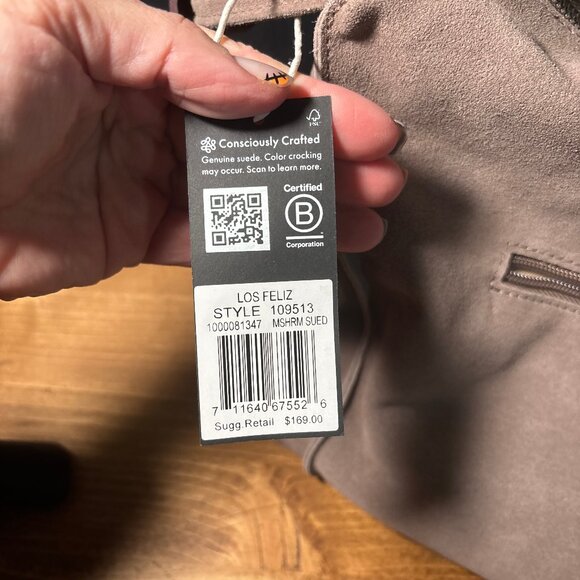 FSC
Consciously Crafted
Genuine suede. Color crocking
may occur. Scan to learn more.
Certified
B
Corporation
LOS FELIZ
STYLE 109513
1000081347 MSHRM SUED
7 11640 67552 6
Sugg.Retail $169.00